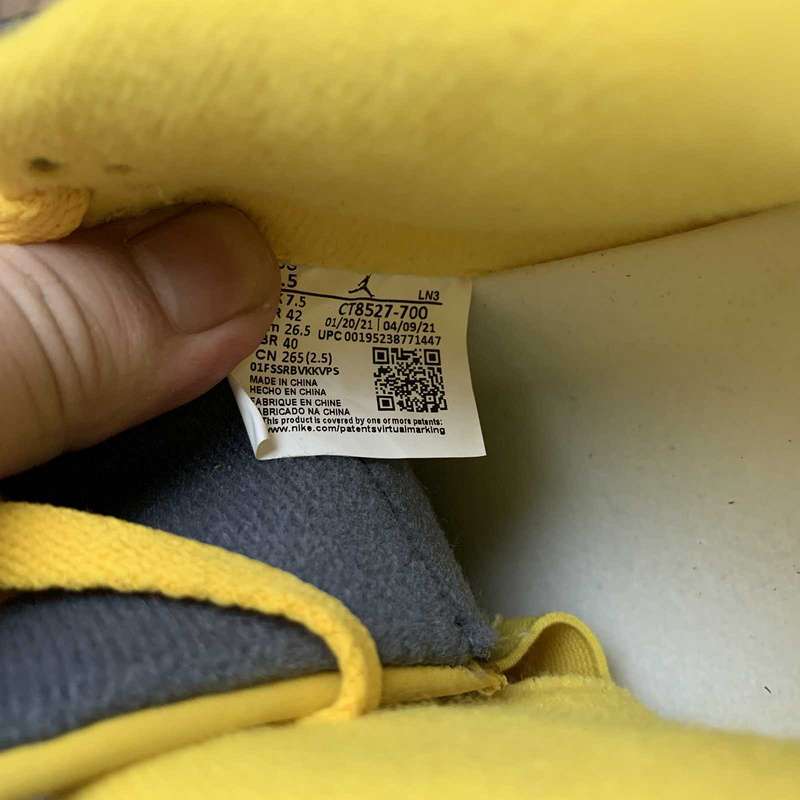 .5
LN3
7.5
CT8527-700
42
01/20/21 | 04/09/21
26.5
UPC 00195238771447
BR 40
CN 265(2.5)
01FSSRBVKKVPS
MADE IN CHINA
HECHO EN CHINA
FABRIQUE EN CHINE
FABRICADO NA CHINA
This product is covered by one or more patents:
www.nike.com/patentsvirtualmarking